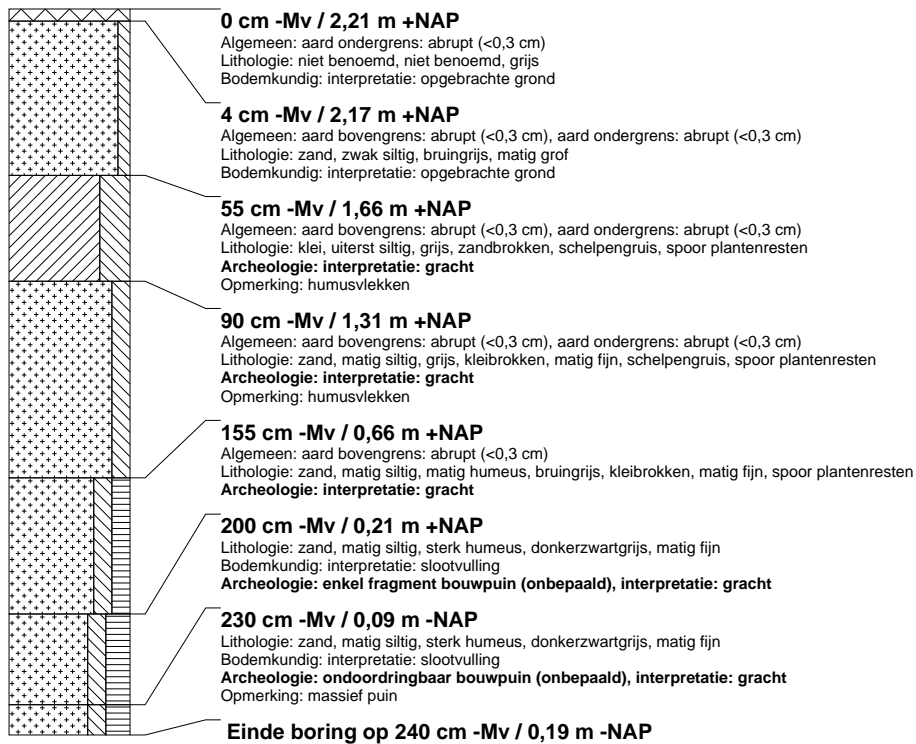 0 cm -Mv / 2,21 m +NAP
Algemeen: aard ondergrens: abrupt (<0,3 cm)
Lithologie: niet benoemd, niet benoemd, grijs
Bodemkundig: interpretatie: opgebrachte grond
4 cm -Mv / 2,17 m +NAP
Algemeen: aard bovengrens: abrupt (<0,3 cm), aard ondergrens: abrupt (<0,3 cm)
Lithologie: zand, zwak siltig, bruingrijs, matig grof
Bodemkundig: interpretatie: opgebrachte grond
55 cm -Mv / 1,66 m +NAP
Algemeen: aard bovengrens: abrupt (<0,3 cm), aard ondergrens: abrupt (<0,3 cm)
Lithologie: klei, uiterst siltig, grijs, zandbrokken, schelpengruis, spoor plantenresten
Archeologie: interpretatie: gracht
Opmerking: humusvlekken
90 cm -Mv / 1,31 m +NAP
Algemeen: aard bovengrens: abrupt (<0,3 cm), aard ondergrens: abrupt (<0,3 cm)
Lithologie: zand, matig siltig, grijs, kleibrokken, matig fijn, schelpengruis, spoor plantenresten
Archeologie: interpretatie: gracht
Opmerking: humusvlekken
155 cm -Mv / 0,66 m +NAP
Algemeen: aard bovengrens: abrupt (<0,3 cm)
Lithologie: zand, matig siltig, matig humeus, bruingrijs, kleibrokken, matig fijn, spoor plantenresten
Archeologie: interpretatie: gracht
200 cm -Mv / 0,21 m +NAP
Lithologie: zand, matig siltig, sterk humeus, donkerzwartgrijs, matig fijn
Bodemkundig: interpretatie: slootvulling
Archeologie: enkel fragment bouwpuin (onbepaald), interpretatie: gracht
230 cm -Mv / 0,09 m -NAP
Lithologie: zand, matig siltig, sterk humeus, donkerzwartgrijs, matig fijn
Bodemkundig: interpretatie: slootvulling
Archeologie: ondoordringbaar bouwpuin (onbepaald), interpretatie: gracht
Opmerking: massief puin
Einde boring op 240 cm -Mv / 0,19 m -NAP